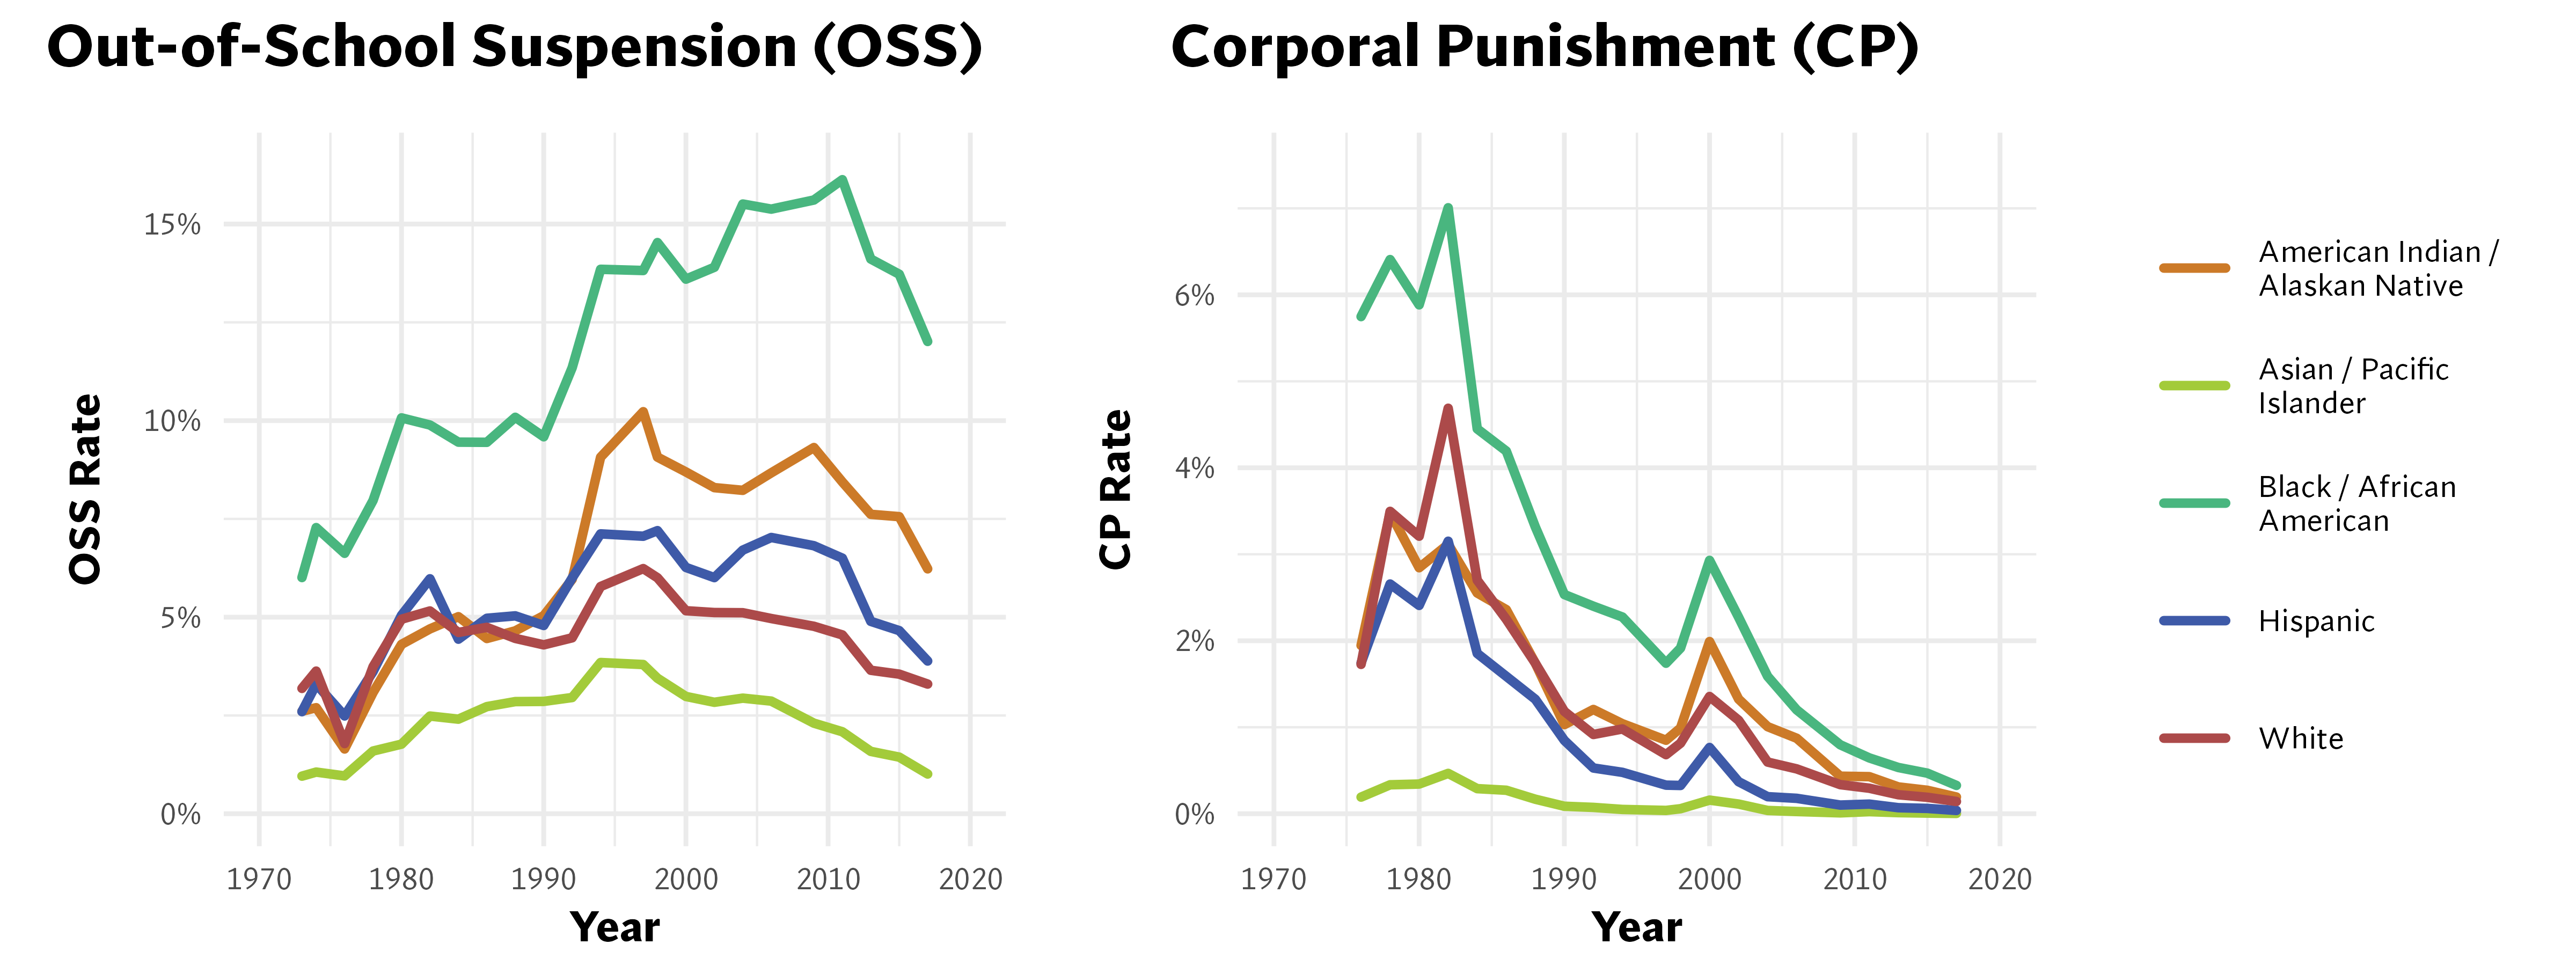 Out-of-School Suspension (OSS)
OSS Rate
15%
10%
5%
0%
1970 1980 1990 2000 2010 2020
Year
Corporal Punishment (CP)
CP Rate
6%
4%
2%
0%
1970 1980 1990 2000 2010 2020
Year
American Indian /
Alaskan Native
Asian / Pacific
Islander
Black / African
American
Hispanic
White